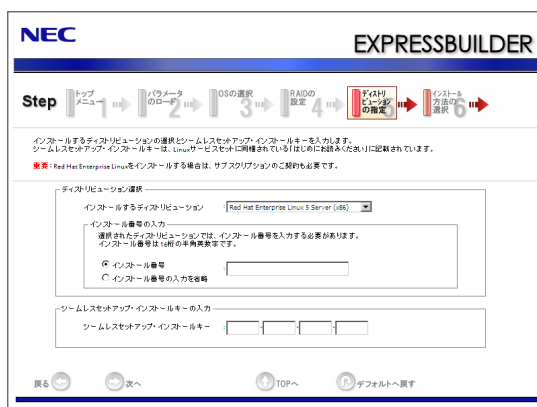 NEC
EXPRESSBUILDER
Step
トップ
メニュー 1
パラメータ
のロード 2
OSの選択
3
RAIDの
設定 4
ディストリ
ビューション
の指定 5
インストール
方法の
選択 6
インストールするディストリビューションの選択とシームレスセットアップ・インストールキーを入力します。
シームレスセットアップ・インストールキーは、Linuxサービスセットに同梱されている「はじめにお読みください」に記載されています。
重要：Red Hat Enterprise Linuxをインストールする場合は、サブスクリプションのご契約も必要です。
ディストリビューション選択
インストールするディストリビューション : Red Hat Enterprise Linux 5 Server (x86)
インストール番号の入力
選択されたディストリビューションでは、インストール番号を入力する必要があります。
インストール番号は16桁の半角英数字です。
インストール番号 :
インストール番号の入力を省略
シームレスセットアップ・インストールキーの入力
シームレスセットアップ・インストールキー : - - -
戻る 次へ TOPへ デフォルトへ戻す